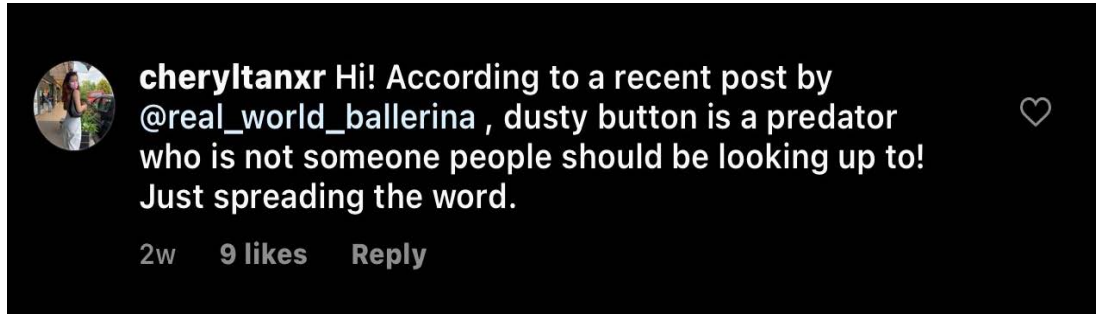 cheryltanxr Hi! According to a recent post by
@real_world_ballerina , dusty button is a predator
who is not someone people should be looking up to!
Just spreading the word.
2w 9 likes Reply